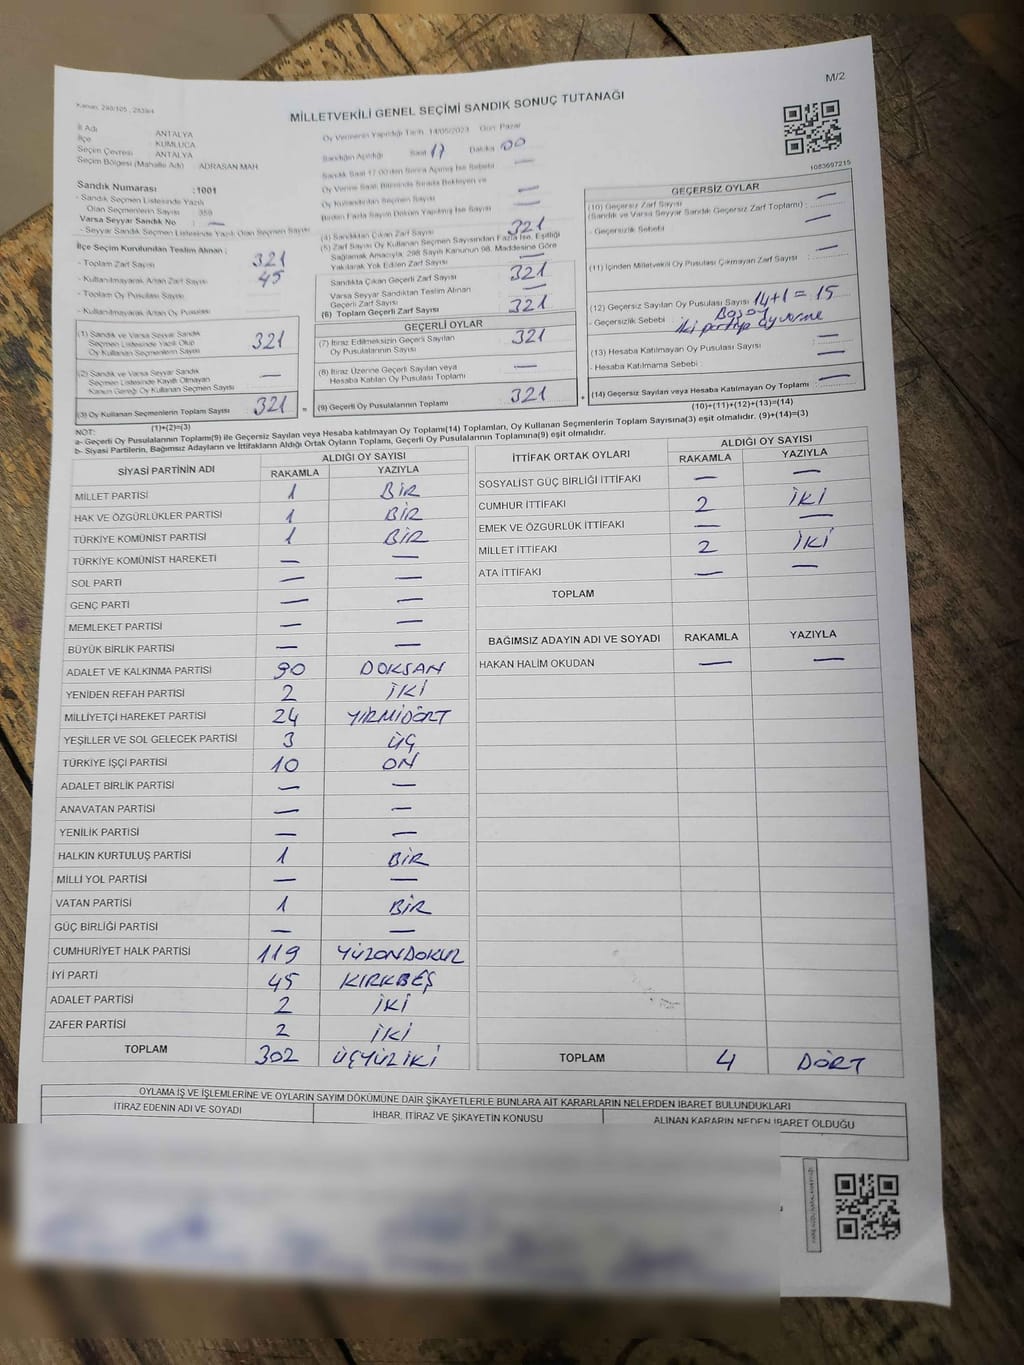 M/2
Kanun: 298/105, 2839/4
MİLLETVEKİLİ GENEL SEÇİMİ SANDIK SONUÇ TUTANAĞI
1083697215
İl Adı : ANTALYA
İlçe : KUMLUCA
Seçim Çevresi : ANTALYA
Seçim Bölgesi (Mahalle Adı) : ADRASAN MAH
Sandık Numarası : 1001
- Sandık Seçmen Listesinde Yazılı
Olan Seçmenlerin Sayısı 359
Varsa Seyyar Sandık No : —
- Seyyar Sandık Seçmen Listesinde Yazılı Olan Seçmen Sayısı
İlçe Seçim Kurulundan Teslim Alınan :
- Toplam Zarf Sayısı 321
- Kullanılmayarak Artan Zarf Sayısı 45
- Toplam Oy Pusulası Sayısı
- Kullanılmayarak Artan Oy Pusulası
(1) Sandık ve Varsa Seyyar Sandık
Seçmen Listesinde Yazılı Olup
Oy Kullanan Seçmenlerin Sayısı 321
(2) Sandık ve Varsa Seyyar Sandık
Seçmen Listesinde Kayıtlı Olmayan
Kanun Gereği Oy Kullanan Seçmen Sayısı —
(3) Oy Kullanan Seçmenlerin Toplam Sayısı 321
(1)+(2)=(3)
Oy Vermenin Yapıldığı Tarih: 14/05/2023 Gün: Pazar
Sandığın Açıldığı Saat 17 Dakika 00
Sandık Saat 17:00'den Sonra Açılmış İse Sebebi —
Oy Verme Saati Bitiminde Sırada Bekleyen ve
Oy Kullandırılan Seçmen Sayısı —
Birden Fazla Sayım Döküm Yapılmış İse Sayısı —
(4) Sandıktan Çıkan Zarf Sayısı 321
(5) Zarf Sayısı Oy Kullanan Seçmen Sayısından Fazla İse, Eşitliği
Sağlamak Amacıyla, 298 Sayılı Kanunun 98. Maddesine Göre
Yakılarak Yok Edilen Zarf Sayısı —
Sandıkta Çıkan Geçerli Zarf Sayısı 321
Varsa Seyyar Sandıktan Teslim Alınan
Geçerli Zarf Sayısı —
(6) Toplam Geçerli Zarf Sayısı 321
GEÇERLİ OYLAR
(7) İtiraz Edilmeksizin Geçerli Sayılan
Oy Pusulalarının Sayısı 321
(8) İtiraz Üzerine Geçerli Sayılan veya
Hesaba Katılan Oy Pusulası Toplamı —
(9) Geçerli Oy Pusulalarının Toplamı 321
GEÇERSİZ OYLAR
(10) Geçersiz Zarf Sayısı —
(Sandık ve Varsa Seyyar Sandık Geçersiz Zarf Toplamı) :
- Geçersizlik Sebebi —
(11) İçinden Milletvekili Oy Pusulası Çıkmayan Zarf Sayısı —
(12) Geçersiz Sayılan Oy Pusulası Sayısı 14+1 = 15
- Geçersizlik Sebebi Boş oy
İki partiye oy verme
(13) Hesaba Katılmayan Oy Pusulası Sayısı —
- Hesaba Katılmama Sebebi —
(14) Geçersiz Sayılan veya Hesaba Katılmayan Oy Toplamı —
(10)+(11)+(12)+(13)=(14)
NOT:
a- Geçerli Oy Pusulalarının Toplamı(9) ile Geçersiz Sayılan veya Hesaba Katılmayan Oy Toplamı(14) Toplamları, Oy Kullanan Seçmenlerin Toplam Sayısına(3) eşit olmalıdır. (9)+(14)=(3)
b- Siyasi Partilerin, Bağımsız Adayların ve İttifakların Aldığı Ortak Oyların Toplamı, Geçerli Oy Pusulalarının Toplamına(9) eşit olmalıdır.
SİYASİ PARTİNİN ADI ALDIĞI OY SAYISI
RAKAMLA YAZIYLA
MİLLET PARTİSİ 1 BİR
HAK VE ÖZGÜRLÜKLER PARTİSİ 1 BİR
TÜRKİYE KOMÜNİST PARTİSİ 1 BİR
TÜRKİYE KOMÜNİST HAREKETİ — —
SOL PARTİ — —
GENÇ PARTİ — —
MEMLEKET PARTİSİ — —
BÜYÜK BİRLİK PARTİSİ — —
ADALET VE KALKINMA PARTİSİ 90 DOKSAN
YENİDEN REFAH PARTİSİ 2 İKİ
MİLLİYETÇİ HAREKET PARTİSİ 24 YİRMİDÖRT
YEŞİLLER VE SOL GELECEK PARTİSİ 3 ÜÇ
TÜRKİYE İŞÇİ PARTİSİ 10 ON
ADALET BİRLİK PARTİSİ — —
ANAVATAN PARTİSİ — —
YENİLİK PARTİSİ — —
HALKIN KURTULUŞ PARTİSİ 1 BİR
MİLLİ YOL PARTİSİ — —
VATAN PARTİSİ 1 BİR
GÜÇ BİRLİĞİ PARTİSİ — —
CUMHURİYET HALK PARTİSİ 119 YÜZONDOKUZ
İYİ PARTİ 45 KIRKBEŞ
ADALET PARTİSİ 2 İKİ
ZAFER PARTİSİ 2 İKİ
TOPLAM 302 ÜÇYÜZİKİ
İTTİFAK ORTAK OYLARI ALDIĞI OY SAYISI
RAKAMLA YAZIYLA
SOSYALİST GÜÇ BİRLİĞİ İTTİFAKI — —
CUMHUR İTTİFAKI 2 İKİ
EMEK VE ÖZGÜRLÜK İTTİFAKI — —
MİLLET İTTİFAKI 2 İKİ
ATA İTTİFAKI — —
TOPLAM
BAĞIMSIZ ADAYIN ADI VE SOYADI RAKAMLA YAZIYLA
HAKAN HALİM OKUDAN — —
TOPLAM 4 DÖRT
OYLAMA İŞ VE İŞLEMLERİNE VE OYLARIN SAYIM DÖKÜMÜNE DAİR ŞİKAYETLERLE BUNLARA AİT KARARLARIN NELERDEN İBARET BULUNDUKLARI
İTİRAZ EDENİN ADI VE SOYADI İHBAR, İTİRAZ VE ŞİKAYETİN KONUSU ALINAN KARARIN NEDEN İBARET OLDUĞU